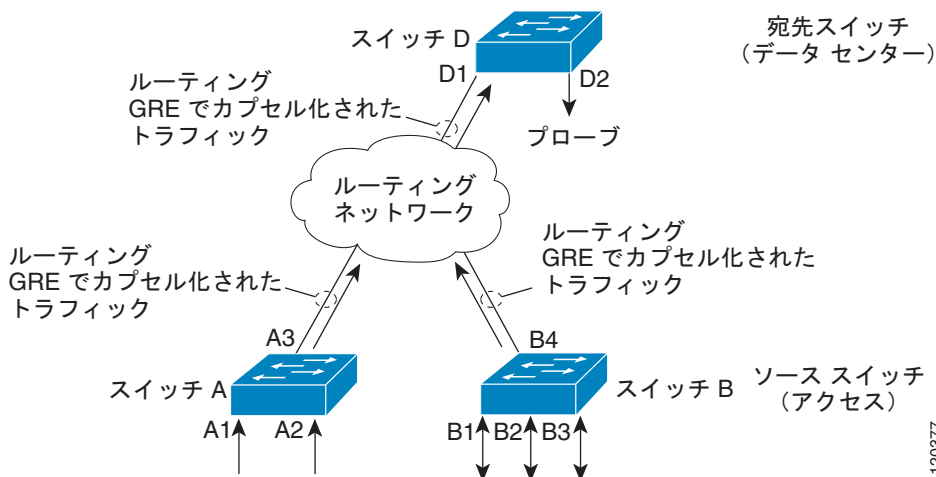 スイッチ D
宛先スイッチ
（データ センター）
D1
D2
ルーティング
GRE でカプセル化された
トラフィック
プローブ
ルーティング
ネットワーク
ルーティング
GRE でカプセル化された
トラフィック
ルーティング
GRE でカプセル化された
トラフィック
A3
B4
スイッチ A
スイッチ B
ソース スイッチ
（アクセス）
A1
A2
B1
B2
B3
120377